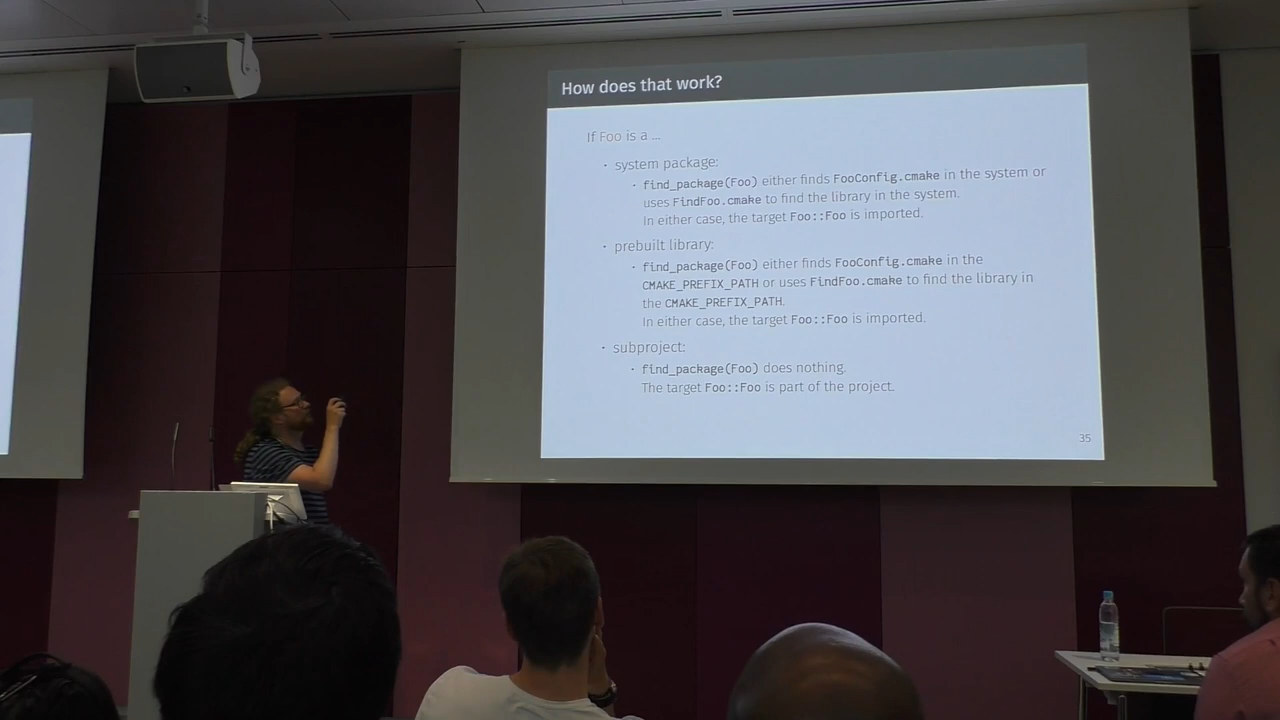 How does that work?
If Foo is a …
· system package:
· find_package(Foo) either finds FooConfig.cmake in the system or
uses FindFoo.cmake to find the library in the system.
In either case, the target Foo::Foo is imported.
· prebuilt library:
· find_package(Foo) either finds FooConfig.cmake in the
CMAKE_PREFIX_PATH or uses FindFoo.cmake to find the library in
the CMAKE_PREFIX_PATH.
In either case, the target Foo::Foo is imported.
· subproject:
· find_package(Foo) does nothing.
The target Foo::Foo is part of the project.
35